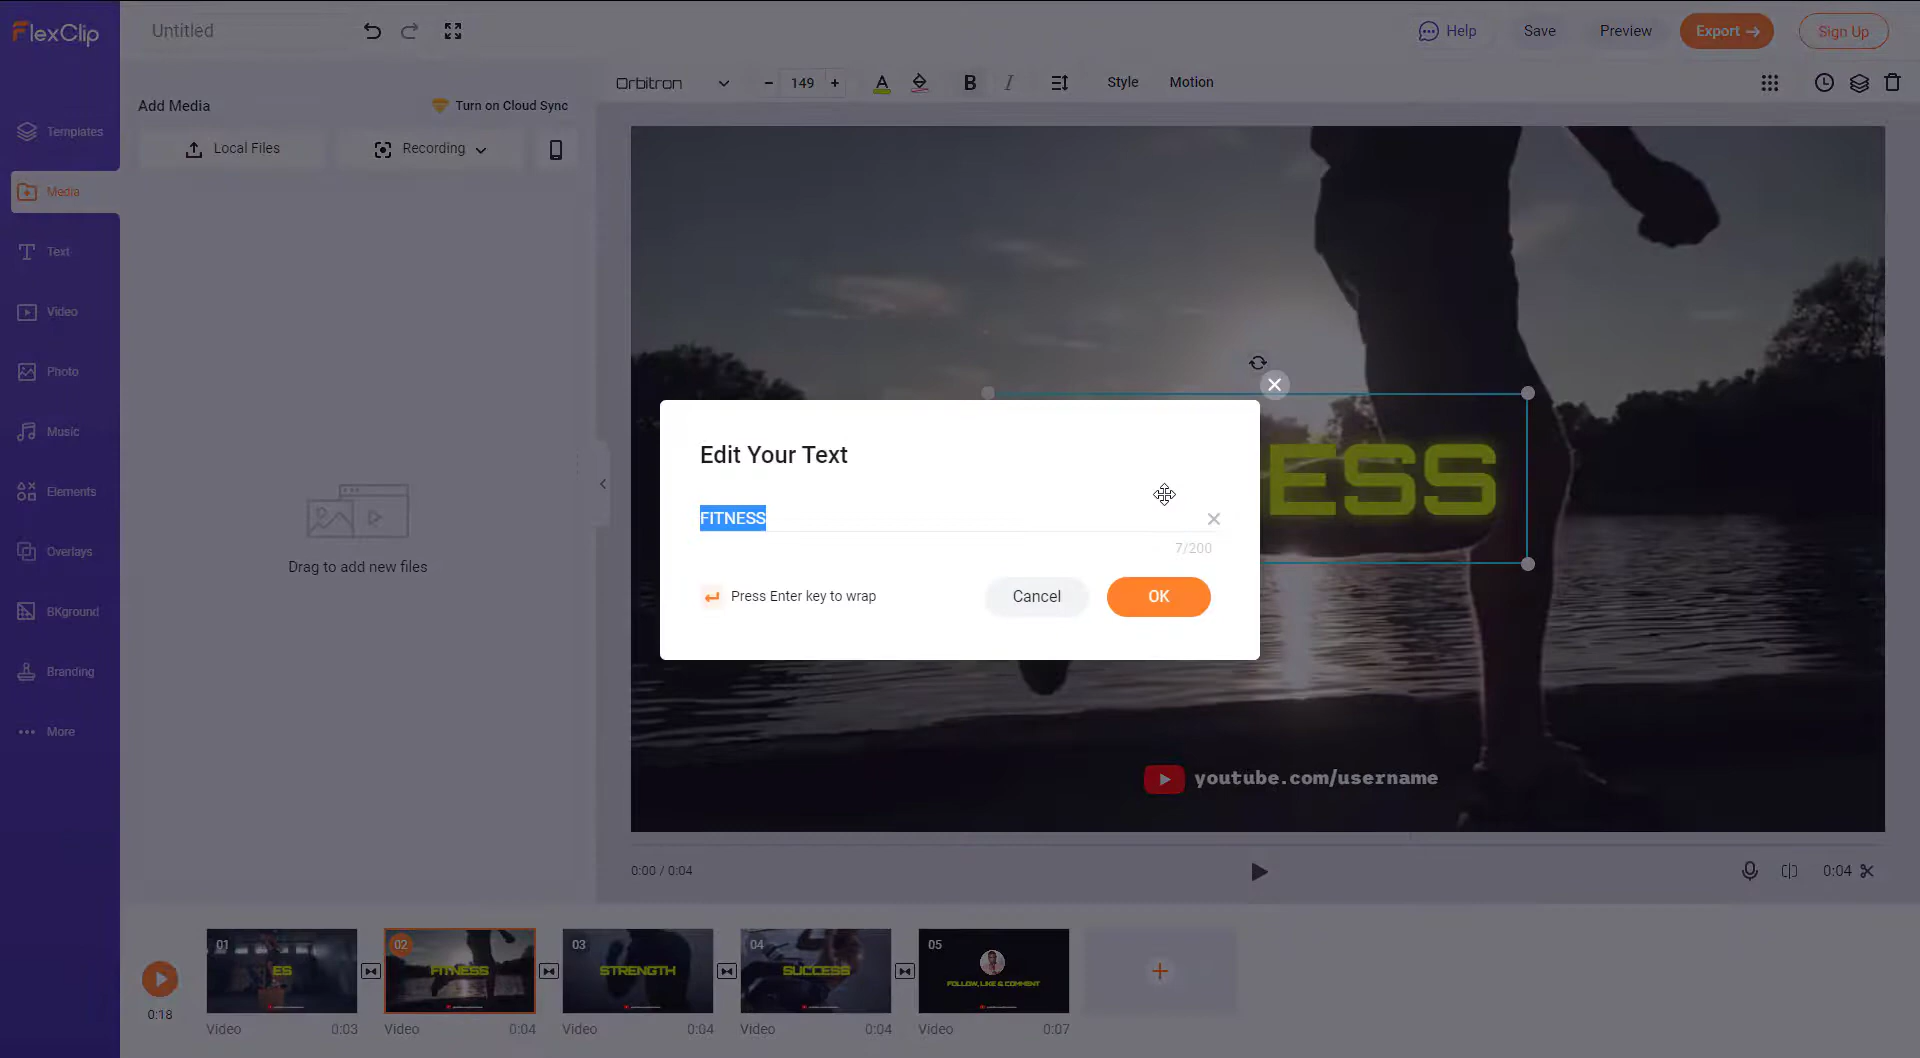 FlexClip
Untitled
Help
Save
Preview
Export →
Sign Up
Orbitron
- 149 +
A
B
I
Style
Motion
Add Media
Turn on Cloud Sync
Local Files
Recording
Templates
Media
Text
Video
Photo
Music
Elements
Overlays
BKground
Branding
More
Drag to add new files
ESS
Edit Your Text
FITNESS
7/200
Press Enter key to wrap
Cancel
OK
youtube.com/username
0:00 / 0:04
0:04
01
ES
02
FITNESS
03
STRENGTH
04
SUCCESS
05
FOLLOW, LIKE & COMMENT
0:18
Video
0:03
Video
0:04
Video
0:04
Video
0:04
Video
0:07